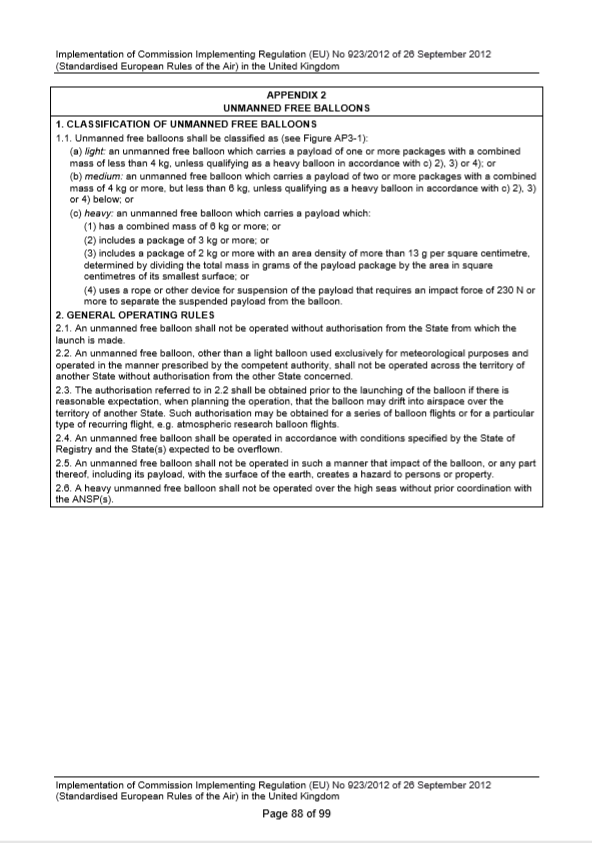 Implementation of Commission Implementing Regulation (EU) No 923/2012 of 26 September 2012
(Standardised European Rules of the Air) in the United Kingdom
APPENDIX 2
UNMANNED FREE BALLOONS
1. CLASSIFICATION OF UNMANNED FREE BALLOONS
1.1. Unmanned free balloons shall be classified as (see Figure AP3-1):
(a) light: an unmanned free balloon which carries a payload of one or more packages with a combined
mass of less than 4 kg, unless qualifying as a heavy balloon in accordance with c) 2), 3) or 4); or
(b) medium: an unmanned free balloon which carries a payload of two or more packages with a combined
mass of 4 kg or more, but less than 6 kg, unless qualifying as a heavy balloon in accordance with c) 2), 3)
or 4) below; or
(c) heavy: an unmanned free balloon which carries a payload which:
(1) has a combined mass of 6 kg or more; or
(2) includes a package of 3 kg or more; or
(3) includes a package of 2 kg or more with an area density of more than 13 g per square centimetre,
determined by dividing the total mass in grams of the payload package by the area in square
centimetres of its smallest surface; or
(4) uses a rope or other device for suspension of the payload that requires an impact force of 230 N or
more to separate the suspended payload from the balloon.
2. GENERAL OPERATING RULES
2.1. An unmanned free balloon shall not be operated without authorisation from the State from which the
launch is made.
2.2. An unmanned free balloon, other than a light balloon used exclusively for meteorological purposes and
operated in the manner prescribed by the competent authority, shall not be operated across the territory of
another State without authorisation from the other State concerned.
2.3. The authorisation referred to in 2.2 shall be obtained prior to the launching of the balloon if there is
reasonable expectation, when planning the operation, that the balloon may drift into airspace over the
territory of another State. Such authorisation may be obtained for a series of balloon flights or for a particular
type of recurring flight, e.g. atmospheric research balloon flights.
2.4. An unmanned free balloon shall be operated in accordance with conditions specified by the State of
Registry and the State(s) expected to be overflown.
2.5. An unmanned free balloon shall not be operated in such a manner that impact of the balloon, or any part
thereof, including its payload, with the surface of the earth, creates a hazard to persons or property.
2.6. A heavy unmanned free balloon shall not be operated over the high seas without prior coordination with
the ANSP(s).
Implementation of Commission Implementing Regulation (EU) No 923/2012 of 26 September 2012
(Standardised European Rules of the Air) in the United Kingdom
Page 88 of 99